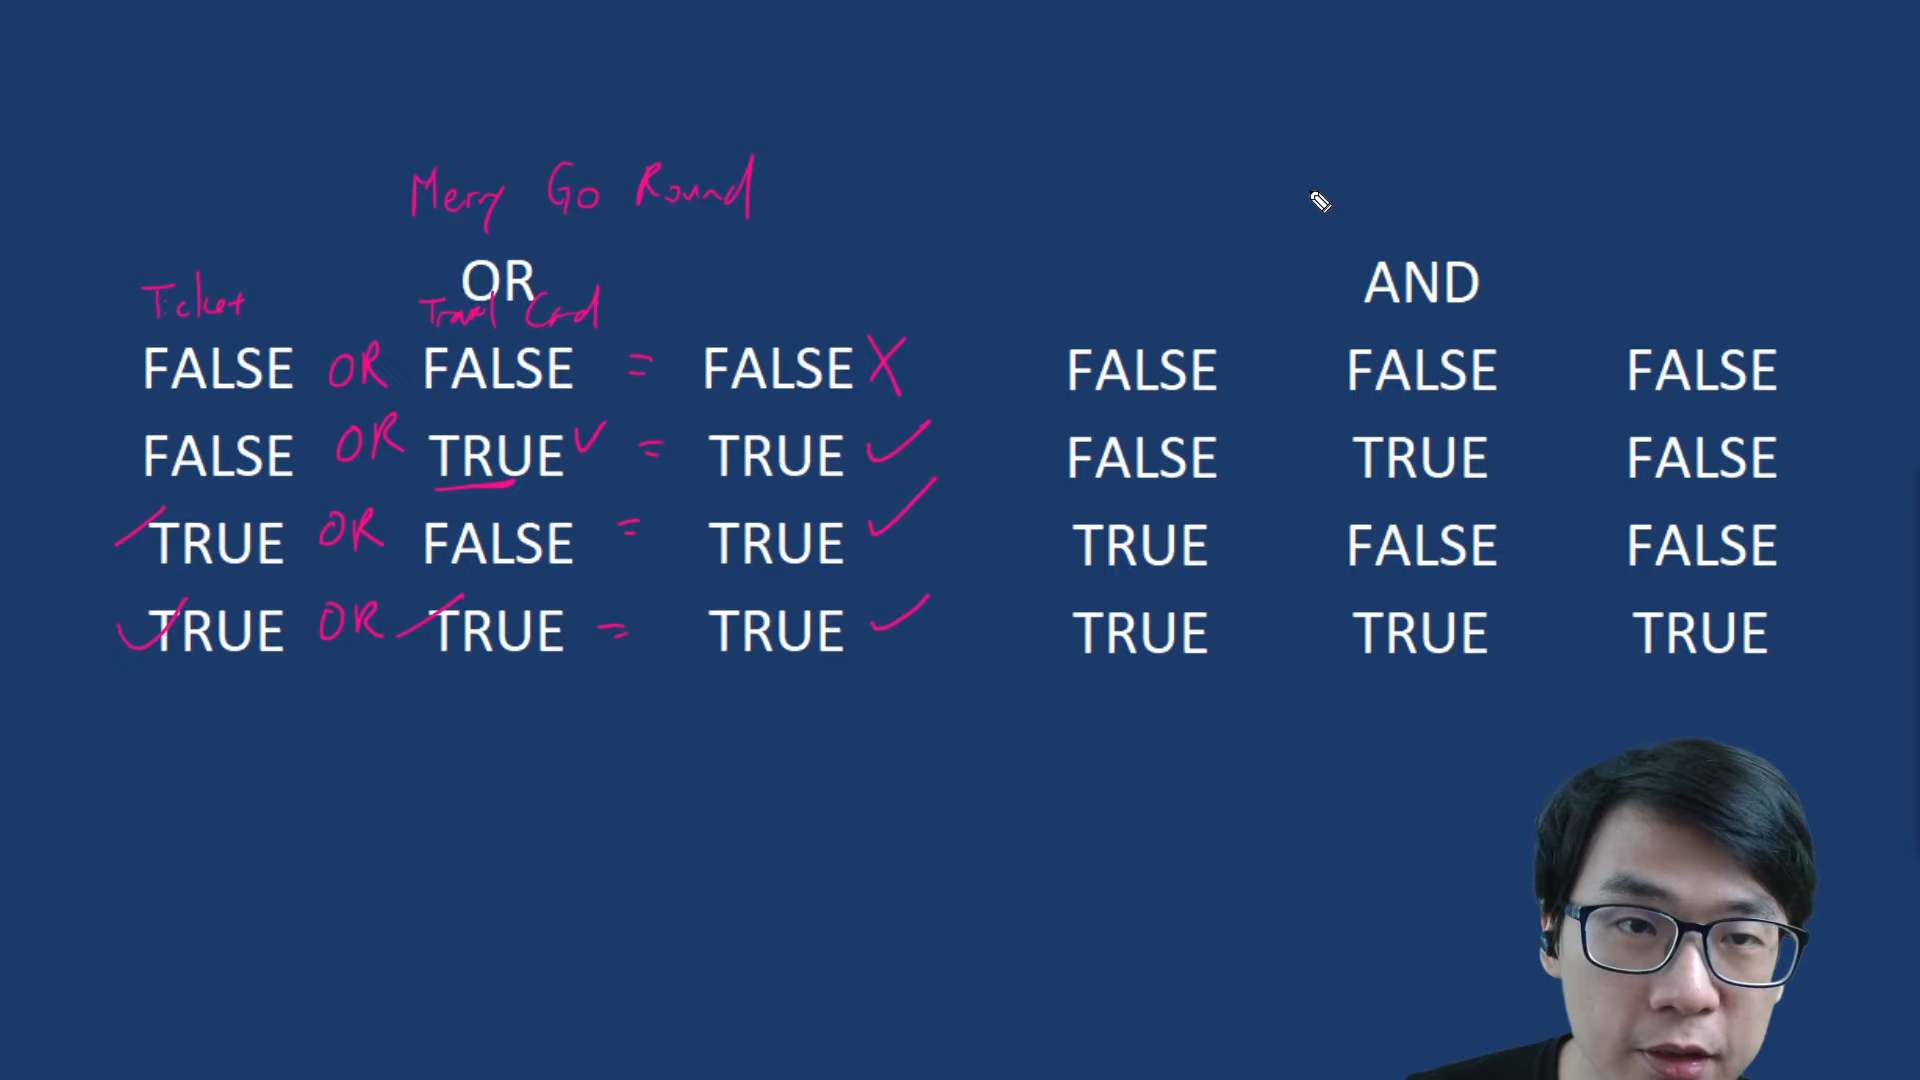 Merry Go Round
OR
Ticket Travel Card
FALSE OR FALSE = FALSE X
FALSE OR TRUE ✓ = TRUE ✓
TRUE OR FALSE = TRUE ✓
✓ TRUE OR TRUE = TRUE ✓
AND
FALSE FALSE FALSE
FALSE TRUE FALSE
TRUE FALSE FALSE
TRUE TRUE TRUE